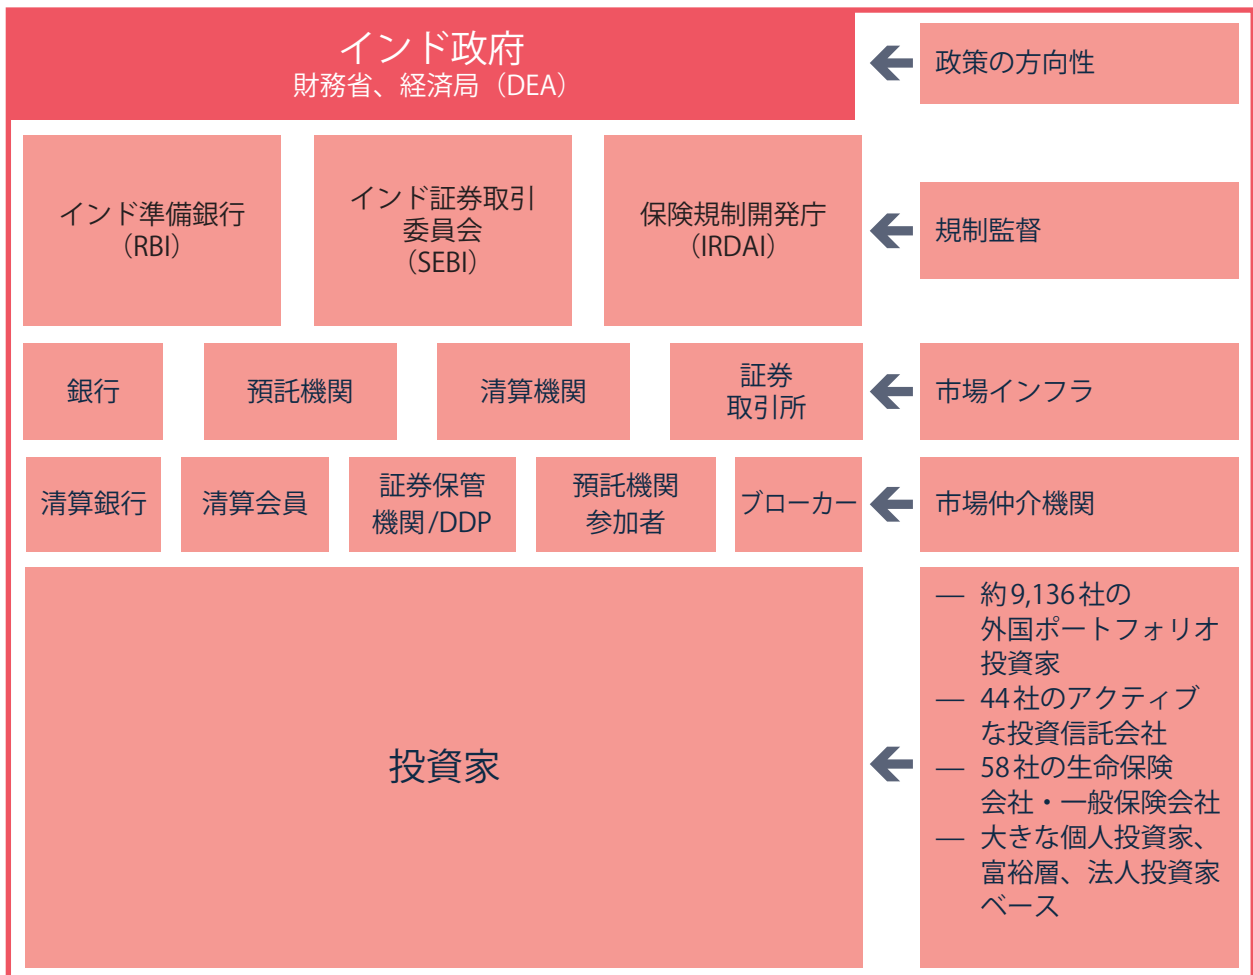 インド政府
財務省、経済局（DEA）
政策の方向性
インド準備銀行
（RBI）
インド証券取引
委員会
（SEBI）
保険規制開発庁
（IRDAI）
規制監督
銀行
預託機関
清算機関
証券
取引所
市場インフラ
清算銀行
清算会員
証券保管
機関/DDP
預託機関
参加者
ブローカー
市場仲介機関
投資家
— 約9,136社の
外国ポートフォリオ
投資家
— 44社のアクティブ
な投資信託会社
— 58社の生命保険
会社・一般保険会社
— 大きな個人投資家、
富裕層、法人投資家
ベース